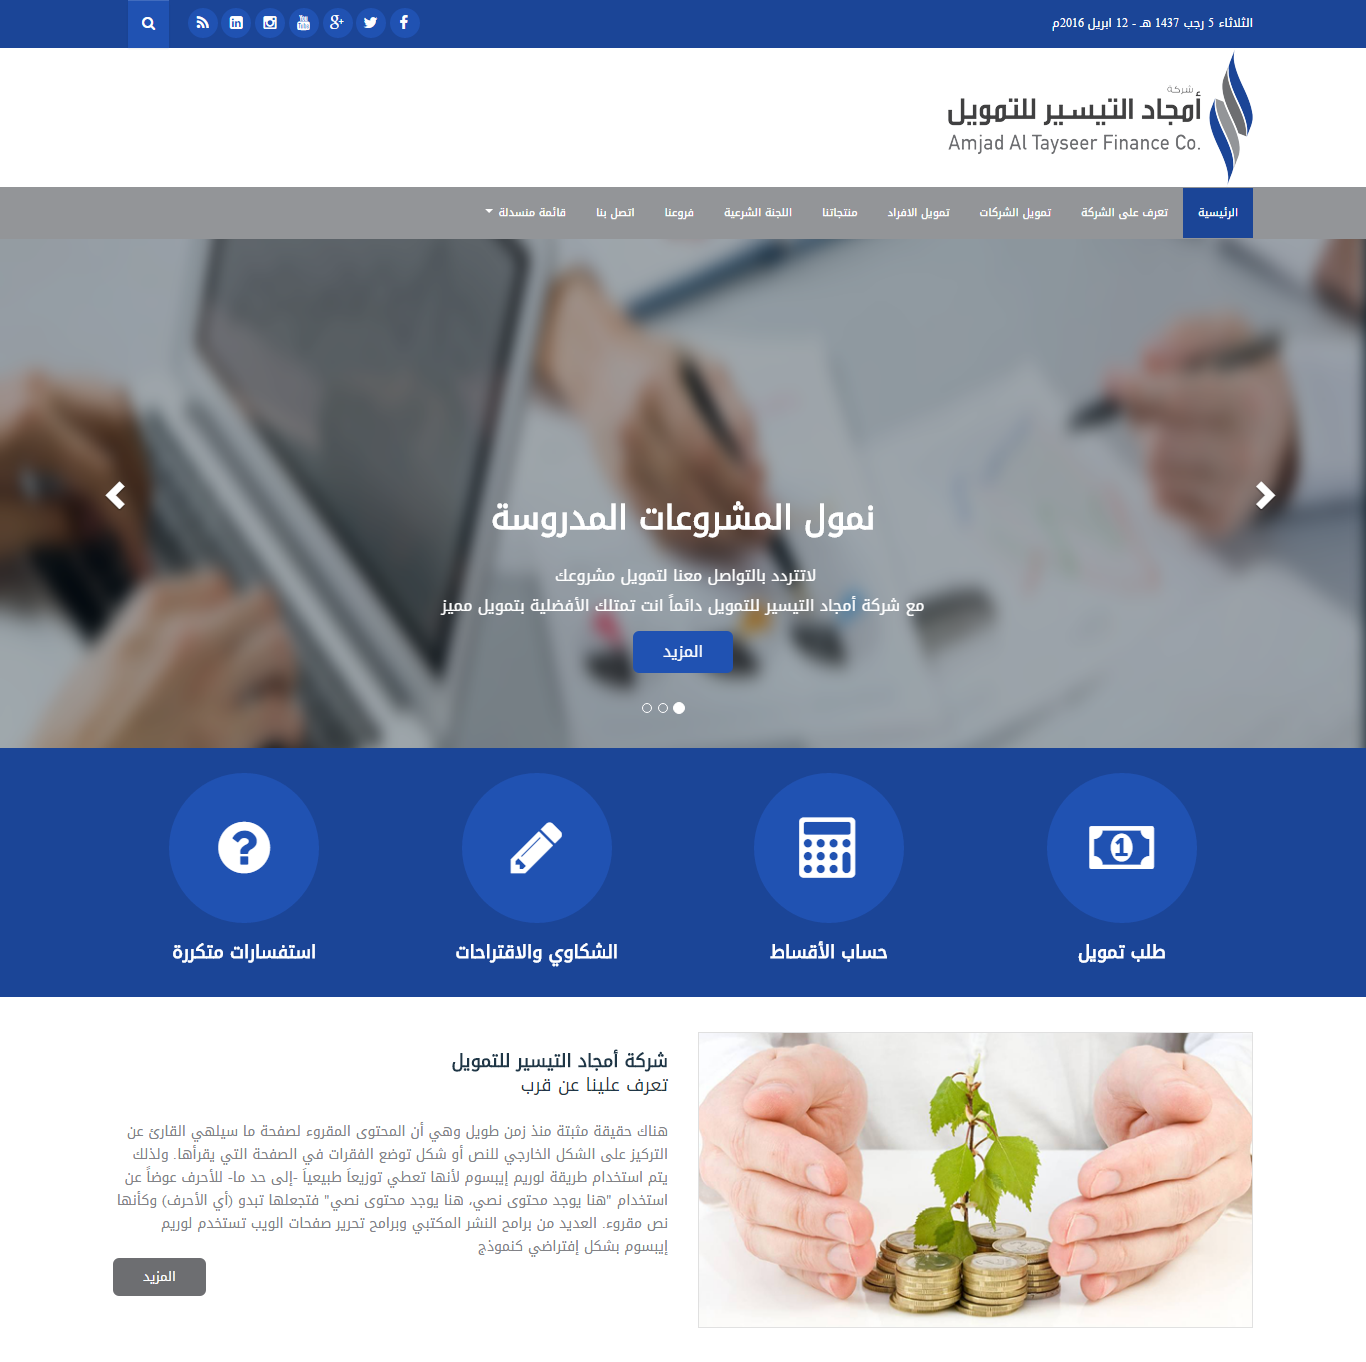 الثلاثاء 5 رجب 1437 هـ - 12 ابريل 2016م
شركة
أمجاد التيسير للتمويل
Amjad Al Tayseer Finance Co.
الرئيسية
تعرف على الشركة
تمويل الشركات
تمويل الافراد
منتجاتنا
اللجنة الشرعية
فروعنا
اتصل بنا
قائمة منسدلة
نمول المشروعات المدروسة
لاتتردد بالتواصل معنا لتمويل مشروعك
مع شركة أمجاد التيسير للتمويل دائماً انت تمتلك الأفضلية بتمويل مميز
المزيد
طلب تمويل
حساب الأقساط
الشكاوي والاقتراحات
استفسارات متكررة
شركة أمجاد التيسير للتمويل
تعرف علينا عن قرب
هناك حقيقة مثبتة منذ زمن طويل وهي أن المحتوى المقروء لصفحة ما سيلهي القارئ عن
التركيز على الشكل الخارجي للنص أو شكل توضع الفقرات في الصفحة التي يقرأها. ولذلك
يتم استخدام طريقة لوريم إيبسوم لأنها تعطي توزيعاَ طبيعياَ -إلى حد ما- للأحرف عوضاً عن
استخدام "هنا يوجد محتوى نصي، هنا يوجد محتوى نصي" فتجعلها تبدو (أي الأحرف) وكأنها
نص مقروء. العديد من برامح النشر المكتبي وبرامح تحرير صفحات الويب تستخدم لوريم
إيبسوم بشكل إفتراضي كنموذج
المزيد